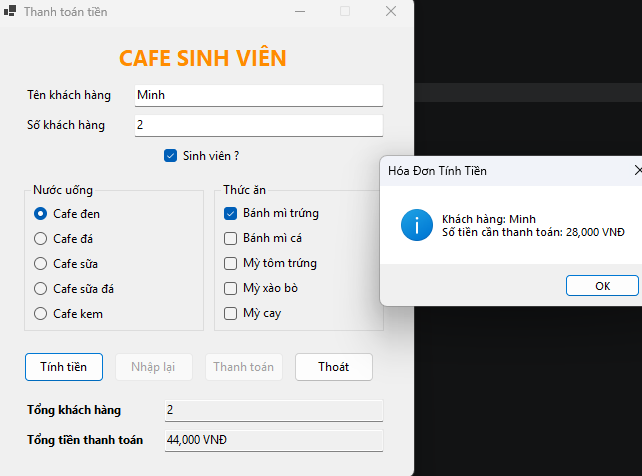 Thanh toán tiền
CAFE SINH VIÊN
Tên khách hàng
Minh
Số khách hàng
2
Sinh viên ?
Nước uống
Cafe đen
Cafe đá
Cafe sữa
Cafe sữa đá
Cafe kem
Thức ăn
Bánh mì trứng
Bánh mì cá
Mỳ tôm trứng
Mỳ xào bò
Mỳ cay
Tính tiền
Nhập lại
Thanh toán
Thoát
Tổng khách hàng
2
Tổng tiền thanh toán
44,000 VNĐ
Hóa Đơn Tính Tiền
Khách hàng: Minh
Số tiền cần thanh toán: 28,000 VNĐ
OK